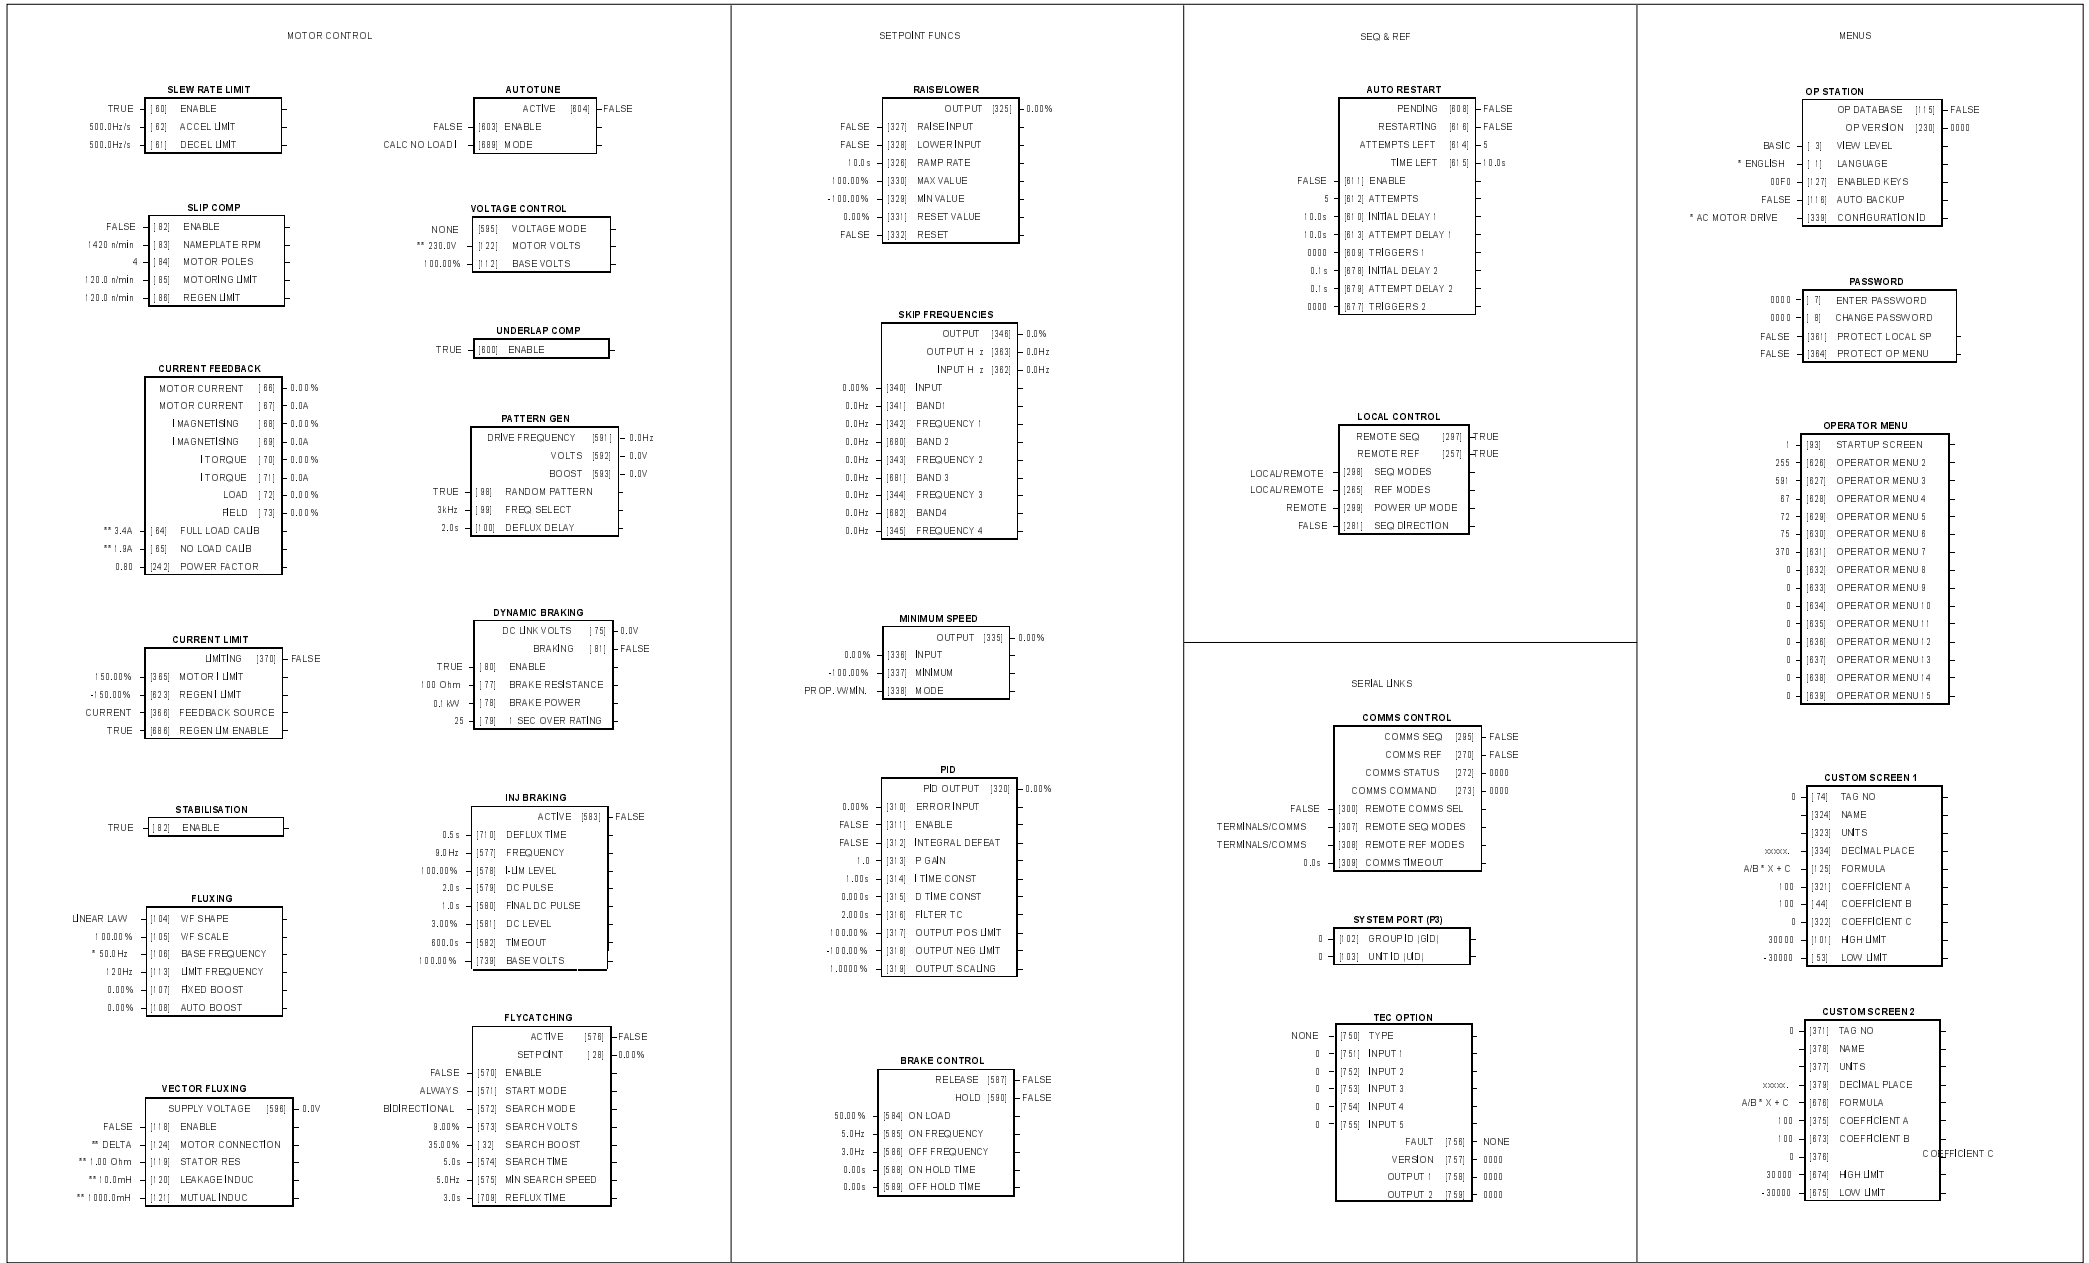 MOTOR CONTROL
SLEW RATE LIMIT
TRUE [ 60] ENABLE
500.0Hz/s [ 62] ACCEL LIMIT
500.0Hz/s [ 61] DECEL LIMIT
SLIP COMP
FALSE [ 82] ENABLE
1420 n/min [ 83] NAMEPLATE RPM
4 [ 84] MOTOR POLES
120.0 n/min [ 85] MOTORING LIMIT
120.0 n/min [ 86] REGEN LIMIT
CURRENT FEEDBACK
MOTOR CURRENT [ 66] 0.00%
MOTOR CURRENT [ 67] 0.0A
I MAGNETISING [ 68] 0.00%
I MAGNETISING [ 69] 0.0A
I TORQUE [ 70] 0.00%
I TORQUE [ 71] 0.0A
LOAD [ 72] 0.00%
FIELD [ 73] 0.00%
** 3.4A [ 64] FULL LOAD CALIB
** 1.9A [ 65] NO LOAD CALIB
0.80 [242] POWER FACTOR
CURRENT LIMIT
LIMITING [370] FALSE
150.00% [365] MOTOR I LIMIT
-150.00% [623] REGEN I LIMIT
CURRENT [366] FEEDBACK SOURCE
TRUE [686] REGEN LIM ENABLE
STABILISATION
TRUE [ 82] ENABLE
FLUXING
LINEAR LAW [104] V/F SHAPE
100.00% [105] V/F SCALE
* 50.0Hz [106] BASE FREQUENCY
120Hz [113] LIMIT FREQUENCY
0.00% [107] FIXED BOOST
0.00% [108] AUTO BOOST
VECTOR FLUXING
SUPPLY VOLTAGE [596] 0.0V
FALSE [118] ENABLE
** DELTA [124] MOTOR CONNECTION
** 1.00 Ohm [119] STATOR RES
** 10.0mH [120] LEAKAGE INDUC
** 1000.0mH [121] MUTUAL INDUC
AUTOTUNE
ACTIVE [604] FALSE
FALSE [603] ENABLE
CALC NO LOAD I [689] MODE
VOLTAGE CONTROL
NONE [595] VOLTAGE MODE
** 230.0V [122] MOTOR VOLTS
100.00% [112] BASE VOLTS
UNDERLAP COMP
TRUE [600] ENABLE
PATTERN GEN
DRIVE FREQUENCY [591] 0.0Hz
VOLTS [592] 0.0V
BOOST [593] 0.0V
TRUE [ 98] RANDOM PATTERN
3kHz [ 99] FREQ SELECT
2.0s [100] DEFLUX DELAY
DYNAMIC BRAKING
DC LINK VOLTS [ 75] 0.0V
BRAKING [ 81] FALSE
TRUE [ 80] ENABLE
100 Ohm [ 77] BRAKE RESISTANCE
0.1 kW [ 78] BRAKE POWER
25 [ 79] 1 SEC OVER RATING
INJ BRAKING
ACTIVE [583] FALSE
0.5s [710] DEFLUX TIME
9.0Hz [577] FREQUENCY
100.00% [578] I-LIM LEVEL
2.0s [579] DC PULSE
1.0s [580] FINAL DC PULSE
3.00% [581] DC LEVEL
600.0s [582] TIMEOUT
100.00% [739] BASE VOLTS
FLYCATCHING
ACTIVE [576] FALSE
SETPOINT [ 28] 0.00%
FALSE [570] ENABLE
ALWAYS [571] START MODE
BIDIRECTIONAL [572] SEARCH MODE
9.00% [573] SEARCH VOLTS
35.00% [ 32] SEARCH BOOST
5.0s [574] SEARCH TIME
5.0Hz [575] MIN SEARCH SPEED
3.0s [709] REFLUX TIME
SETPOINT FUNCS
RAISE/LOWER
OUTPUT [325] 0.00%
FALSE [327] RAISE INPUT
FALSE [328] LOWER INPUT
10.0s [326] RAMP RATE
100.00% [330] MAX VALUE
-100.00% [329] MIN VALUE
0.00% [331] RESET VALUE
FALSE [332] RESET
SKIP FREQUENCIES
OUTPUT [346] 0.0%
OUTPUT H z [363] 0.0Hz
INPUT H z [362] 0.0Hz
0.00% [340] INPUT
0.0Hz [341] BAND1
0.0Hz [342] FREQUENCY 1
0.0Hz [680] BAND 2
0.0Hz [343] FREQUENCY 2
0.0Hz [681] BAND 3
0.0Hz [344] FREQUENCY 3
0.0Hz [682] BAND4
0.0Hz [345] FREQUENCY 4
MINIMUM SPEED
OUTPUT [335] 0.00%
0.00% [336] INPUT
-100.00% [337] MINIMUM
PROP. W/MIN. [338] MODE
PID
PID OUTPUT [320] 0.00%
0.00% [310] ERROR INPUT
FALSE [311] ENABLE
FALSE [312] INTEGRAL DEFEAT
1.0 [313] P GAIN
1.00s [314] I TIME CONST
0.000s [315] D TIME CONST
2.000s [316] FILTER TC
100.00% [317] OUTPUT POS LIMIT
-100.00% [318] OUTPUT NEG LIMIT
1.0000% [319] OUTPUT SCALING
BRAKE CONTROL
RELEASE [587] FALSE
HOLD [590] FALSE
50.00% [584] ON LOAD
5.0Hz [585] ON FREQUENCY
3.0Hz [586] OFF FREQUENCY
0.00s [588] ON HOLD TIME
0.00s [589] OFF HOLD TIME
SEQ & REF
AUTO RESTART
PENDING [608] FALSE
RESTARTING [616] FALSE
ATTEMPTS LEFT [614] 5
TIME LEFT [615] 10.0s
FALSE [611] ENABLE
5 [612] ATTEMPTS
10.0s [610] INITIAL DELAY 1
10.0s [613] ATTEMPT DELAY 1
0000 [609] TRIGGERS 1
0.1s [678] INITIAL DELAY 2
0.1s [679] ATTEMPT DELAY 2
0000 [677] TRIGGERS 2
LOCAL CONTROL
REMOTE SEQ [297] TRUE
REMOTE REF [257] TRUE
LOCAL/REMOTE [298] SEQ MODES
LOCAL/REMOTE [265] REF MODES
REMOTE [299] POWER UP MODE
FALSE [281] SEQ DIRECTION
SERIAL LINKS
COMMS CONTROL
COMMS SEQ [295] FALSE
COMMS REF [270] FALSE
COMMS STATUS [272] 0000
COMMS COMMAND [273] 0000
FALSE [300] REMOTE COMMS SEL
TERMINALS/COMMS [307] REMOTE SEQ MODES
TERMINALS/COMMS [308] REMOTE REF MODES
0.0s [309] COMMS TIMEOUT
SYSTEM PORT (P3)
0 [102] GROUP ID (GID)
0 [103] UNIT ID (UID)
TEC OPTION
NONE [750] TYPE
0 [751] INPUT 1
0 [752] INPUT 2
0 [753] INPUT 3
0 [754] INPUT 4
0 [755] INPUT 5
FAULT [756] NONE
VERSION [757] 0000
OUTPUT 1 [758] 0000
OUTPUT 2 [759] 0000
MENUS
OP STATION
OP DATABASE [115] FALSE
OP VERSION [230] 0000
BASIC [ 3] VIEW LEVEL
* ENGLISH [ 1] LANGUAGE
00F0 [127] ENABLED KEYS
FALSE [116] AUTO BACKUP
* AC MOTOR DRIVE [339] CONFIGURATION ID
PASSWORD
0000 [ 7] ENTER PASSWORD
0000 [ 8] CHANGE PASSWORD
FALSE [361] PROTECT LOCAL SP
FALSE [364] PROTECT OP MENU
OPERATOR MENU
1 [93] STARTUP SCREEN
255 [626] OPERATOR MENU 2
591 [627] OPERATOR MENU 3
67 [628] OPERATOR MENU 4
72 [629] OPERATOR MENU 5
75 [630] OPERATOR MENU 6
370 [631] OPERATOR MENU 7
0 [632] OPERATOR MENU 8
0 [633] OPERATOR MENU 9
0 [634] OPERATOR MENU 10
0 [635] OPERATOR MENU 11
0 [636] OPERATOR MENU 12
0 [637] OPERATOR MENU 13
0 [638] OPERATOR MENU 14
0 [639] OPERATOR MENU 15
CUSTOM SCREEN 1
0 [ 74] TAG NO
[324] NAME
[323] UNITS
xxxxx. [334] DECIMAL PLACE
A/B * X + C [125] FORMULA
100 [321] COEFFICIENT A
100 [ 44] COEFFICIENT B
0 [322] COEFFICIENT C
30000 [101] HIGH LIMIT
-30000 [ 53] LOW LIMIT
CUSTOM SCREEN 2
0 [371] TAG NO
[378] NAME
[377] UNITS
xxxxx. [379] DECIMAL PLACE
A/B * X + C [676] FORMULA
100 [375] COEFFICIENT A
100 [673] COEFFICIENT B
0 [376] COEFFICIENT C
30000 [674] HIGH LIMIT
-30000 [675] LOW LIMIT